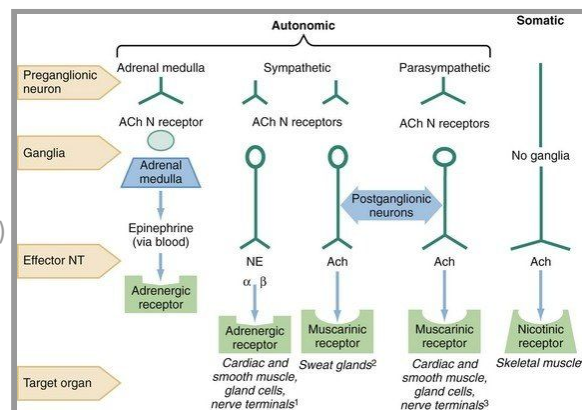 Autonomic
Somatic
Preganglionic
neuron
Adrenal medulla
Sympathetic
Parasympathetic
ACh N receptor
ACh N receptors
ACh N receptors
Ganglia
Adrenal
medulla
No ganglia
Postganglionic
neurons
Epinephrine
(via blood)
Effector NT
NE
Ach
Ach
Ach
α β
Adrenergic
receptor
Adrenergic
receptor
Muscarinic
receptor
Muscarinic
receptor
Nicotinic
receptor
Target organ
Cardiac and
smooth muscle,
gland cells,
nerve terminals¹
Sweat glands²
Cardiac and
smooth muscle,
gland cells,
nerve terminals³
Skeletal muscle